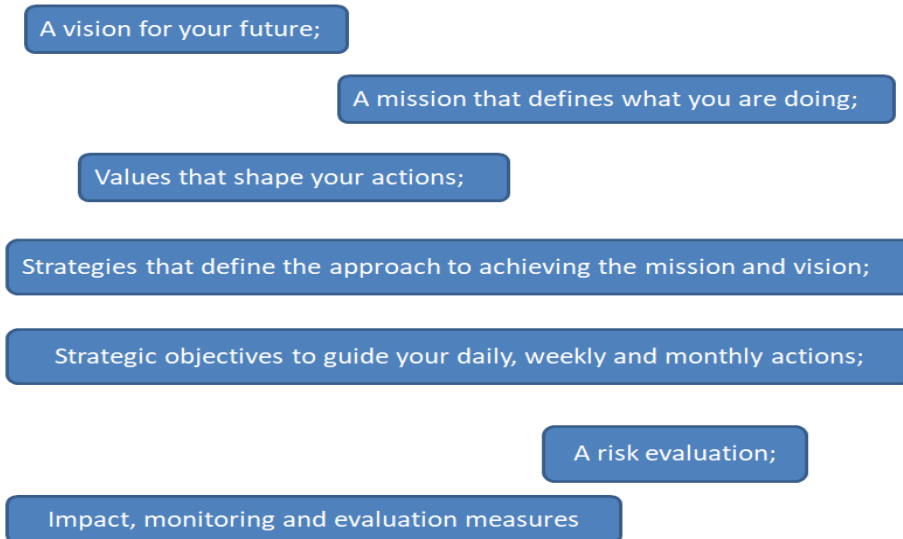 A vision for your future;
A mission that defines what you are doing;
Values that shape your actions;
Strategies that define the approach to achieving the mission and vision;
Strategic objectives to guide your daily, weekly and monthly actions;
A risk evaluation;
Impact, monitoring and evaluation measures